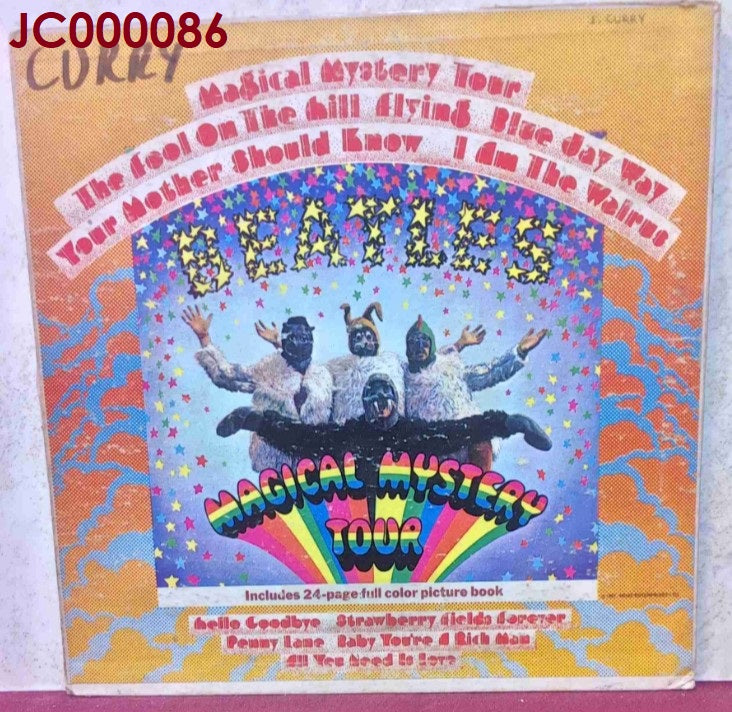 JC000086
CURRY
J. CURRY
Magical Mystery Tour
The Fool On The Hill Flying Blue Jay Way
Your Mother Should Know I Am The Walrus
BEATLES
MAGICAL MYSTERY
TOUR
Includes 24-page full color picture book
Hello Goodbye Strawberry Fields Forever
Penny Lane Baby You're A Rich Man
All You Need Is Love